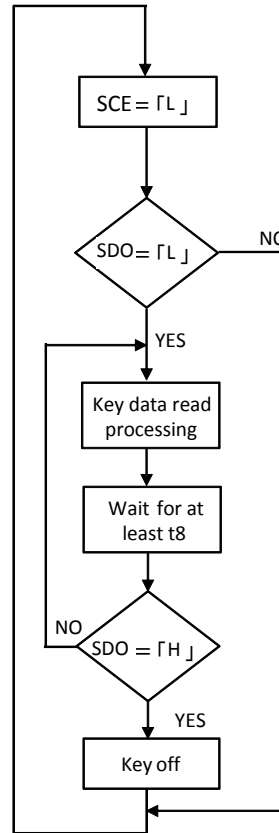 SCE=「L」
SDO=「L」
NO
YES
Key data read
processing
Wait for at
least t8
NO
SDO =「H」
YES
Key off